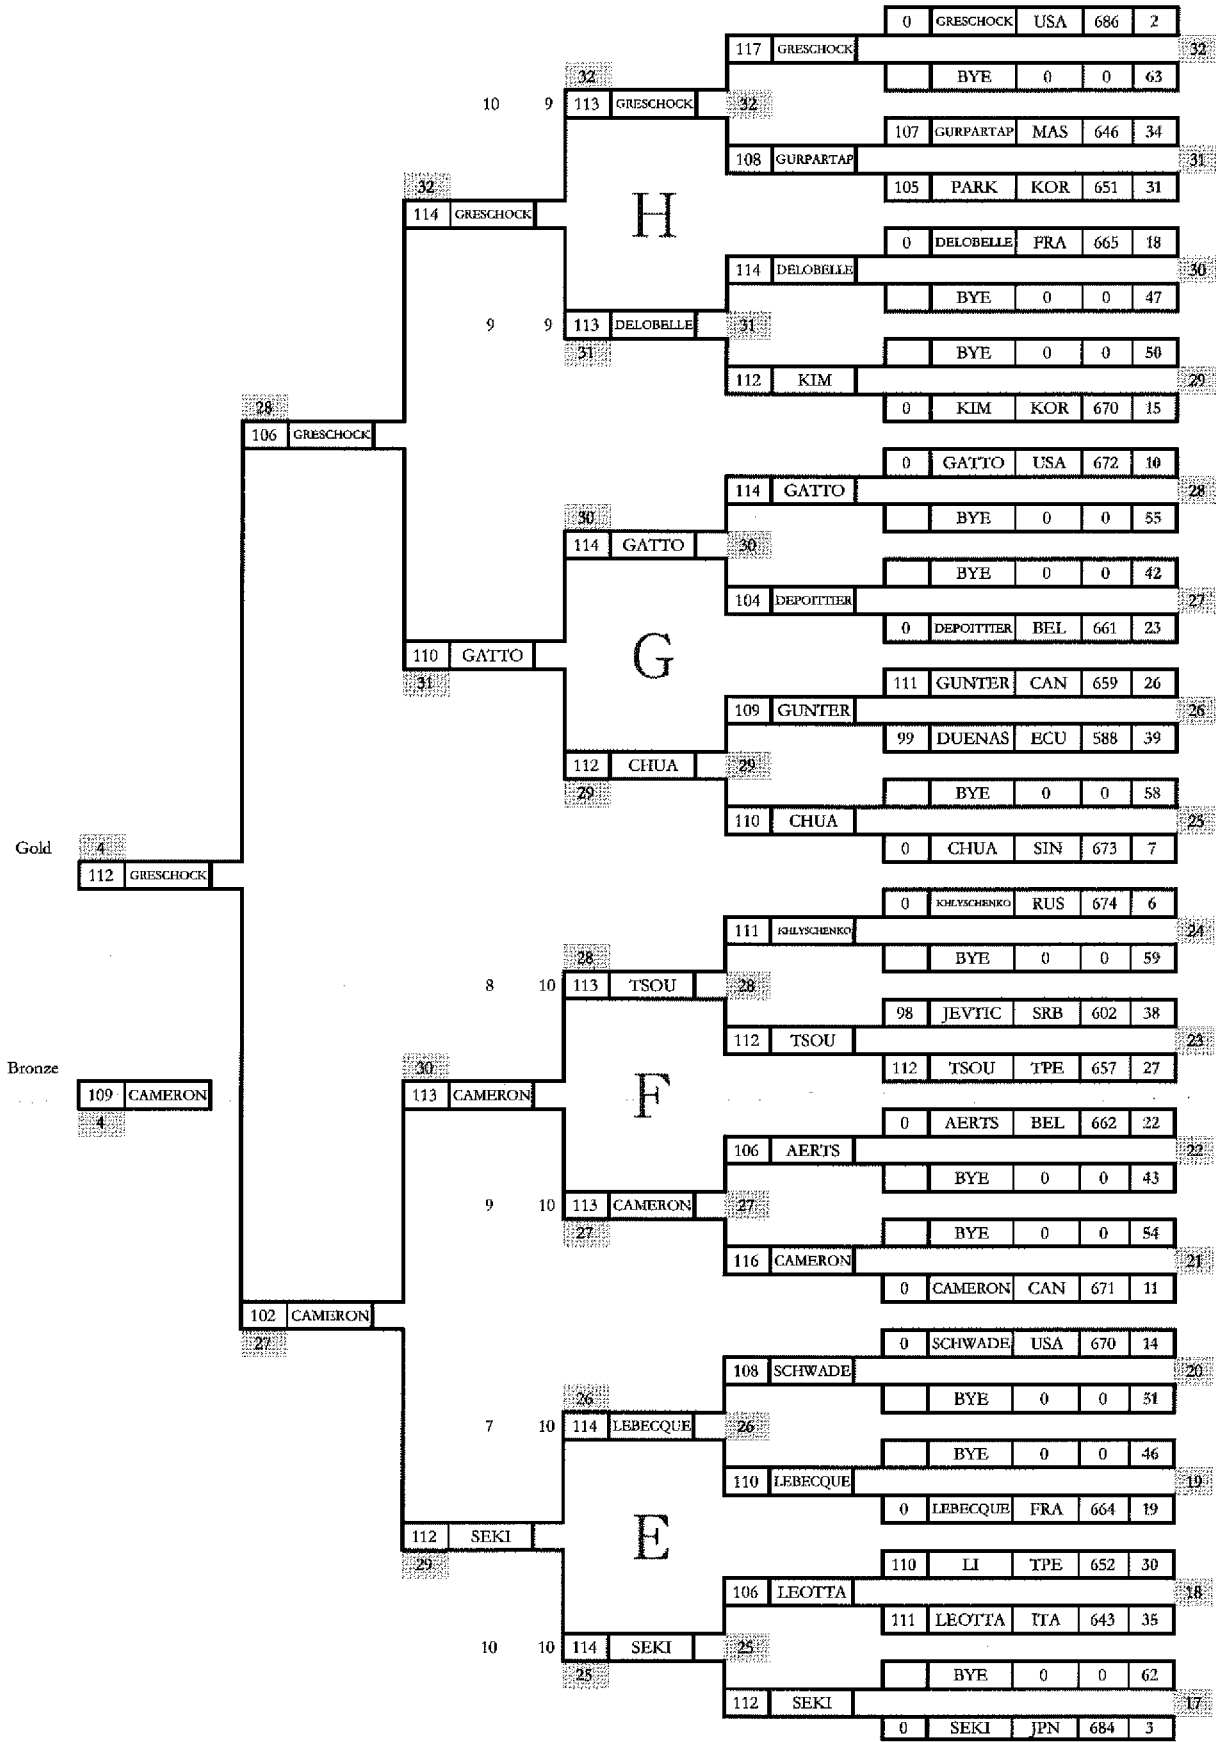 0 GRESCHOCK USA 686 2
117 GRESCHOCK 32
32 BYE 0 0 63
10 9 113 GRESCHOCK 32
107 GURPARTAP MAS 646 34
108 GURPARTAP 31
32 105 PARK KOR 651 31
114 GRESCHOCK H
0 DELOBELLE FRA 665 18
114 DELOBELLE 30
BYE 0 0 47
9 9 113 DELOBELLE 31
31 BYE 0 0 50
112 KIM 29
28 0 KIM KOR 670 15
106 GRESCHOCK
0 GATTO USA 672 10
114 GATTO 28
30 BYE 0 0 55
114 GATTO 30
BYE 0 0 42
104 DEPOITTIER 27
0 DEPOITTIER BEL 661 23
110 GATTO G
31 111 GUNTER CAN 659 26
109 GUNTER 26
99 DUENAS ECU 588 39
112 CHUA 29
29 BYE 0 0 58
110 CHUA 25
Gold 4 0 CHUA SIN 673 7
112 GRESCHOCK
0 KHLYSCHENKO RUS 674 6
111 KHLYSCHENKO 24
28 BYE 0 0 59
8 10 113 TSOU 28
98 JEVTIC SRB 602 38
112 TSOU 23
Bronze 30 112 TSOU TPE 657 27
109 CAMERON 113 CAMERON F
4 0 AERTS BEL 662 22
106 AERTS 22
BYE 0 0 43
9 10 113 CAMERON 27
27 BYE 0 0 54
116 CAMERON 21
0 CAMERON CAN 671 11
102 CAMERON
27 0 SCHWADE USA 670 14
108 SCHWADE 20
26 BYE 0 0 51
7 10 114 LEBECQUE 26
BYE 0 0 46
110 LEBECQUE 19
0 LEBECQUE FRA 664 19
112 SEKI E
29 110 LI TPE 652 30
106 LEOTTA 18
111 LEOTTA ITA 643 35
10 10 114 SEKI 25
25 BYE 0 0 62
112 SEKI 17
0 SEKI JPN 684 3